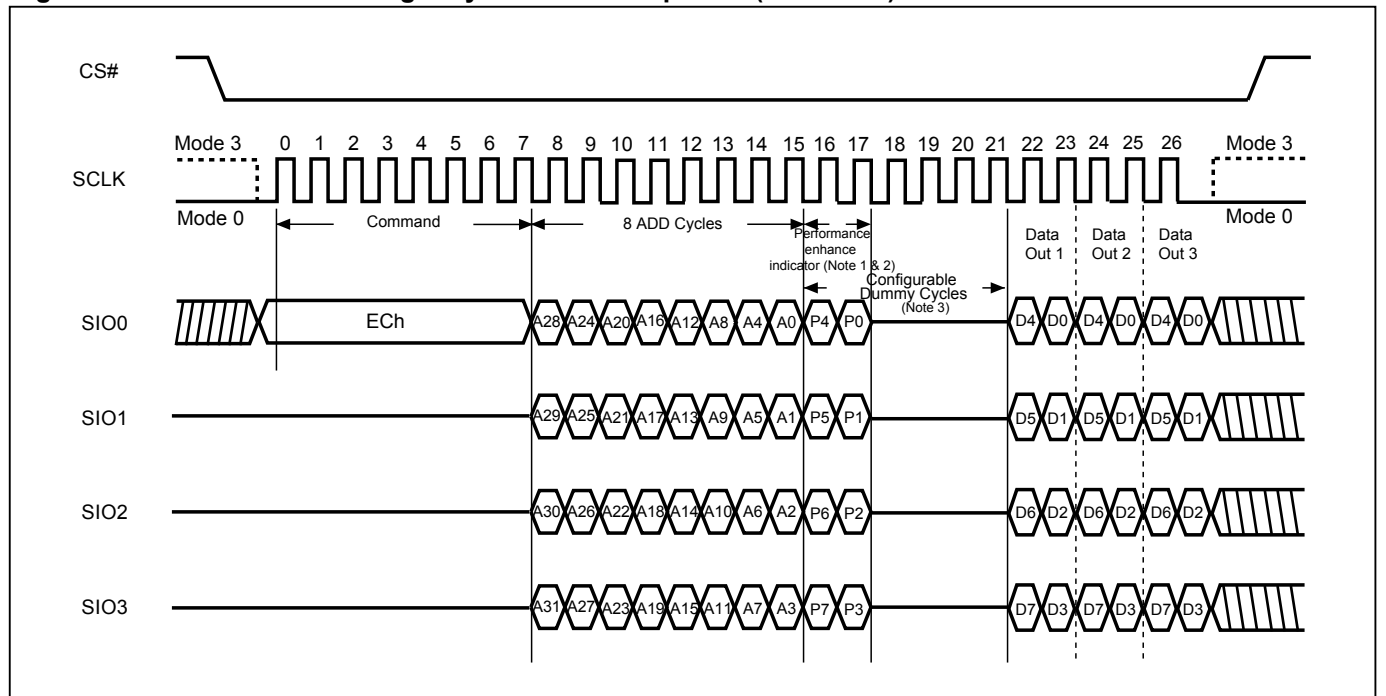 CS#
Mode 3 0 1 2 3 4 5 6 7 8 9 10 11 12 13 14 15 16 17 18 19 20 21 22 23 24 25 26 Mode 3
SCLK
Mode 0 Mode 0
Command 8 ADD Cycles Performance enhance indicator (Note 1 & 2) Data Out 1 Data Out 2 Data Out 3
Configurable Dummy Cycles (Note 3)
SIO0 ECh A28 A24 A20 A16 A12 A8 A4 A0 P4 P0 D4 D0 D4 D0 D4 D0
SIO1 A29 A25 A21 A17 A13 A9 A5 A1 P5 P1 D5 D1 D5 D1 D5 D1
SIO2 A30 A26 A22 A18 A14 A10 A6 A2 P6 P2 D6 D2 D6 D2 D6 D2
SIO3 A31 A27 A23 A19 A15 A11 A7 A3 P7 P3 D7 D3 D7 D3 D7 D3